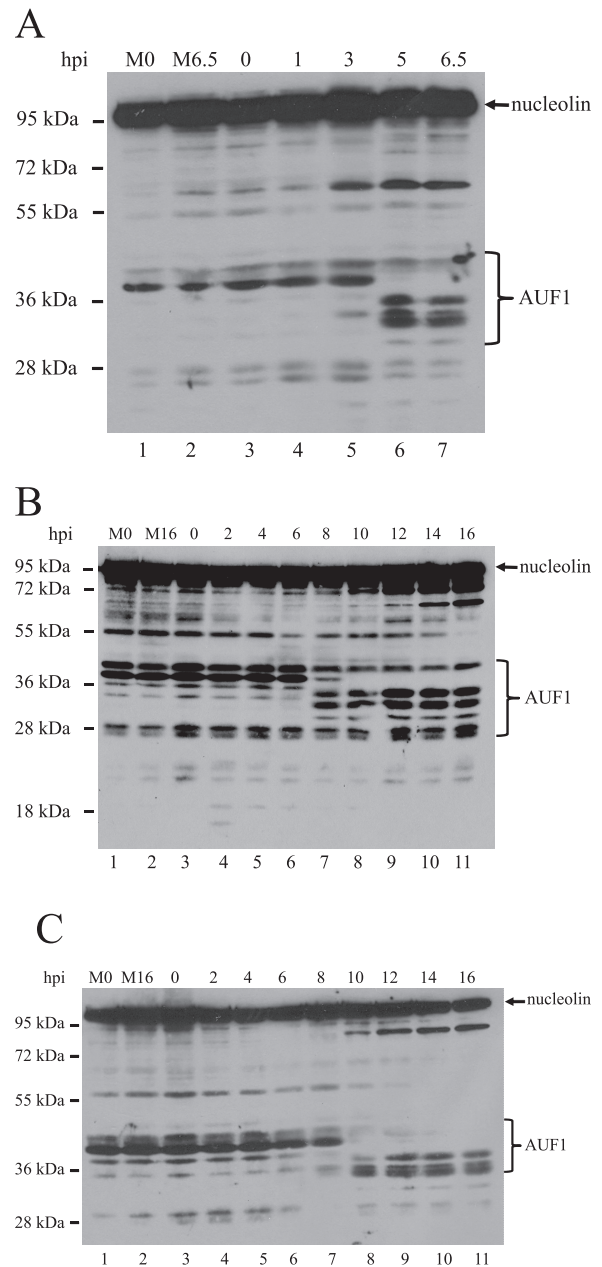 A
hpi M0 M6.5 0 1 3 5 6.5
nucleolin
95 kDa
72 kDa
55 kDa
36 kDa
AUF1
28 kDa
1 2 3 4 5 6 7
B
hpi M0 M16 0 2 4 6 8 10 12 14 16
95 kDa
nucleolin
72 kDa
55 kDa
36 kDa
AUF1
28 kDa
18 kDa
1 2 3 4 5 6 7 8 9 10 11
C
hpi M0 M16 0 2 4 6 8 10 12 14 16
nucleolin
95 kDa
72 kDa
55 kDa
AUF1
36 kDa
28 kDa
1 2 3 4 5 6 7 8 9 10 11